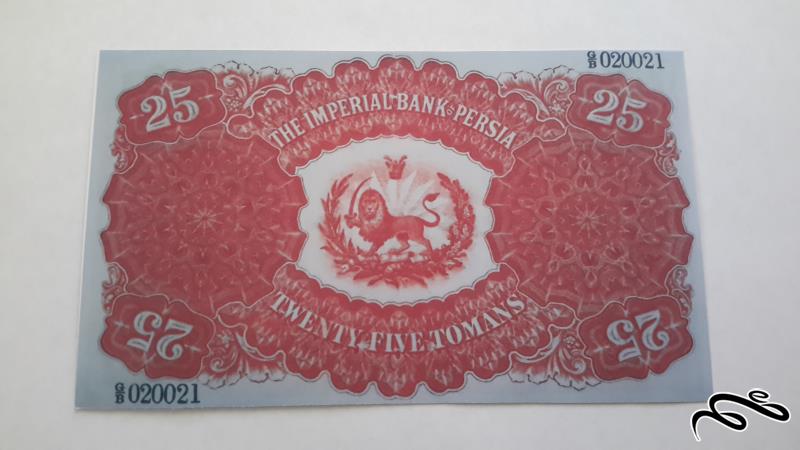 G/B 020021
25 25
THE IMPERIAL BANK OF PERSIA
TWENTY FIVE TOMANS
25 25
G/B 020021